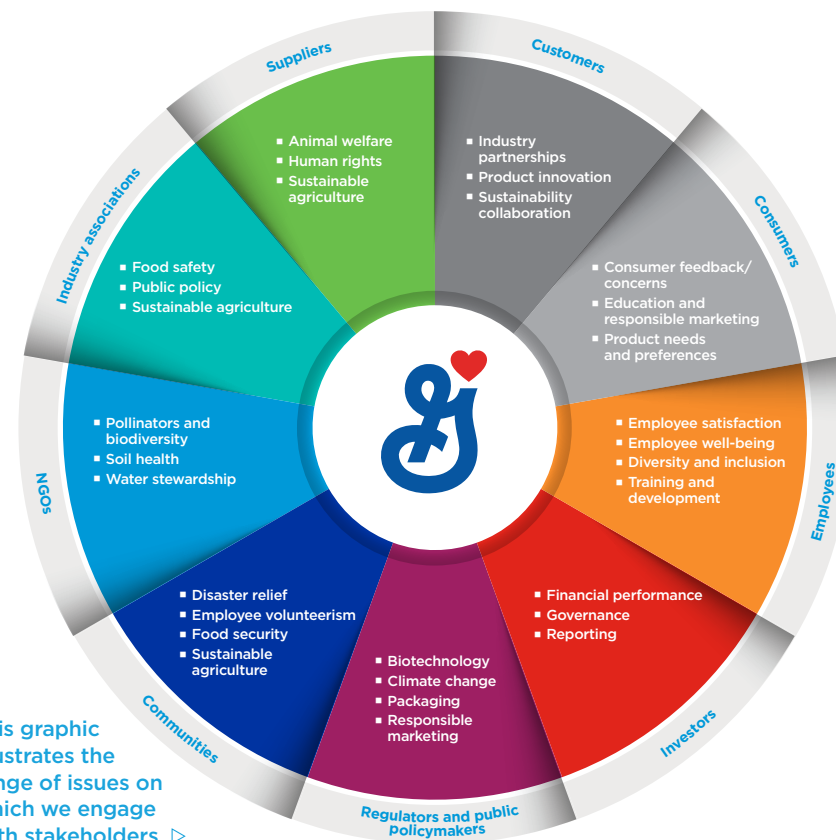 Suppliers
Animal welfare
Human rights
Sustainable
agriculture
Customers
Industry
partnerships
Product innovation
Sustainability
collaboration
Consumers
Consumer feedback/
concerns
Education and
responsible marketing
Product needs
and preferences
Employees
Employee satisfaction
Employee well-being
Diversity and inclusion
Training and
development
Investors
Financial performance
Governance
Reporting
Regulators and public
policymakers
Biotechnology
Climate change
Packaging
Responsible
marketing
Communities
Disaster relief
Employee volunteerism
Food security
Sustainable
agriculture
NGOs
Pollinators and
biodiversity
Soil health
Water stewardship
Industry associations
Food safety
Public policy
Sustainable agriculture
G
is graphic
ustrates the
nge of issues on
hich we engage
th stakeholders.